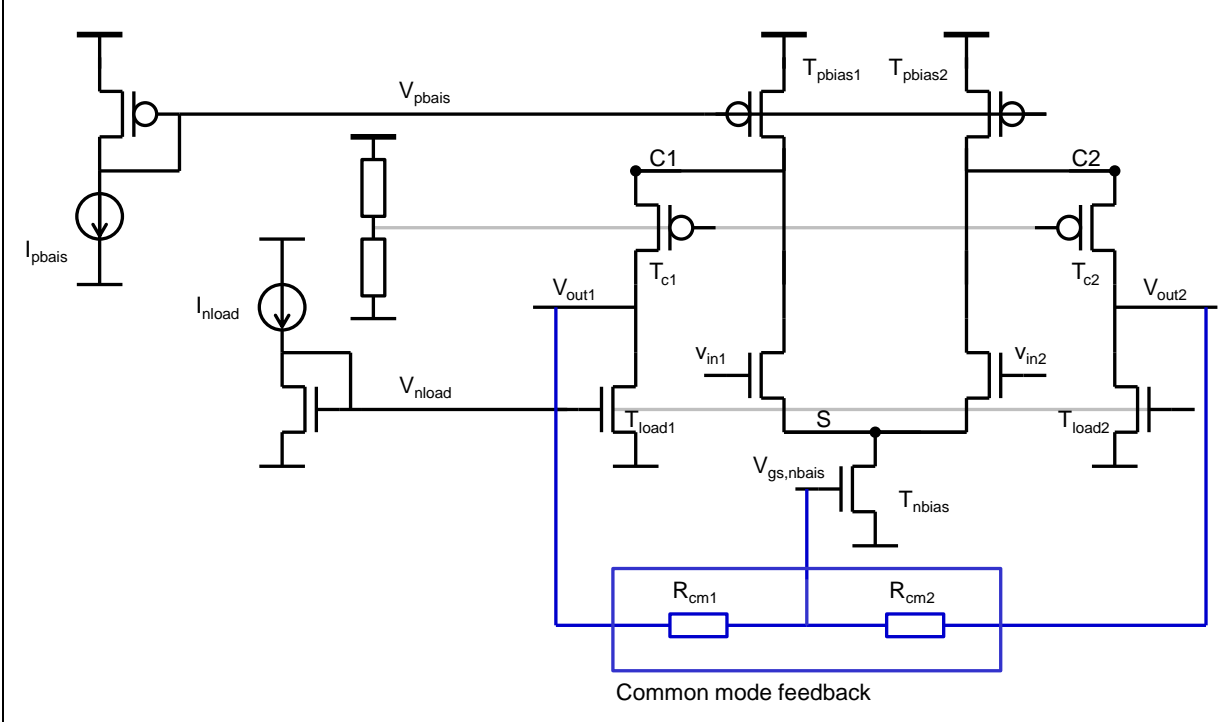 T_pbias1
T_pbias2
V_pbais
C1
C2
I_pbais
T_c1
T_c2
V_out1
V_out2
I_nload
v_in1
v_in2
V_nload
T_load1
S
T_load2
V_gs,nbais
T_nbias
R_cm1
R_cm2
Common mode feedback